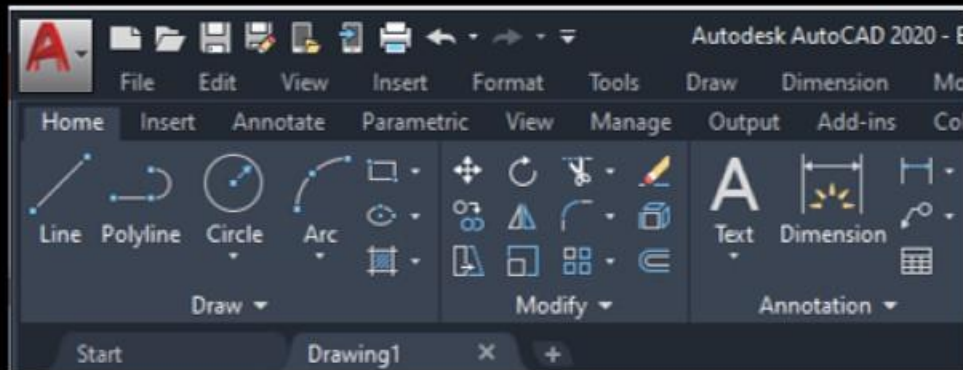 A Autodesk AutoCAD 2020 -
File Edit View Insert Format Tools Draw Dimension
Home Insert Annotate Parametric View Manage Output Add-ins
Line Polyline Circle Arc A Text Dimension
Draw Modify Annotation
Start Drawing1